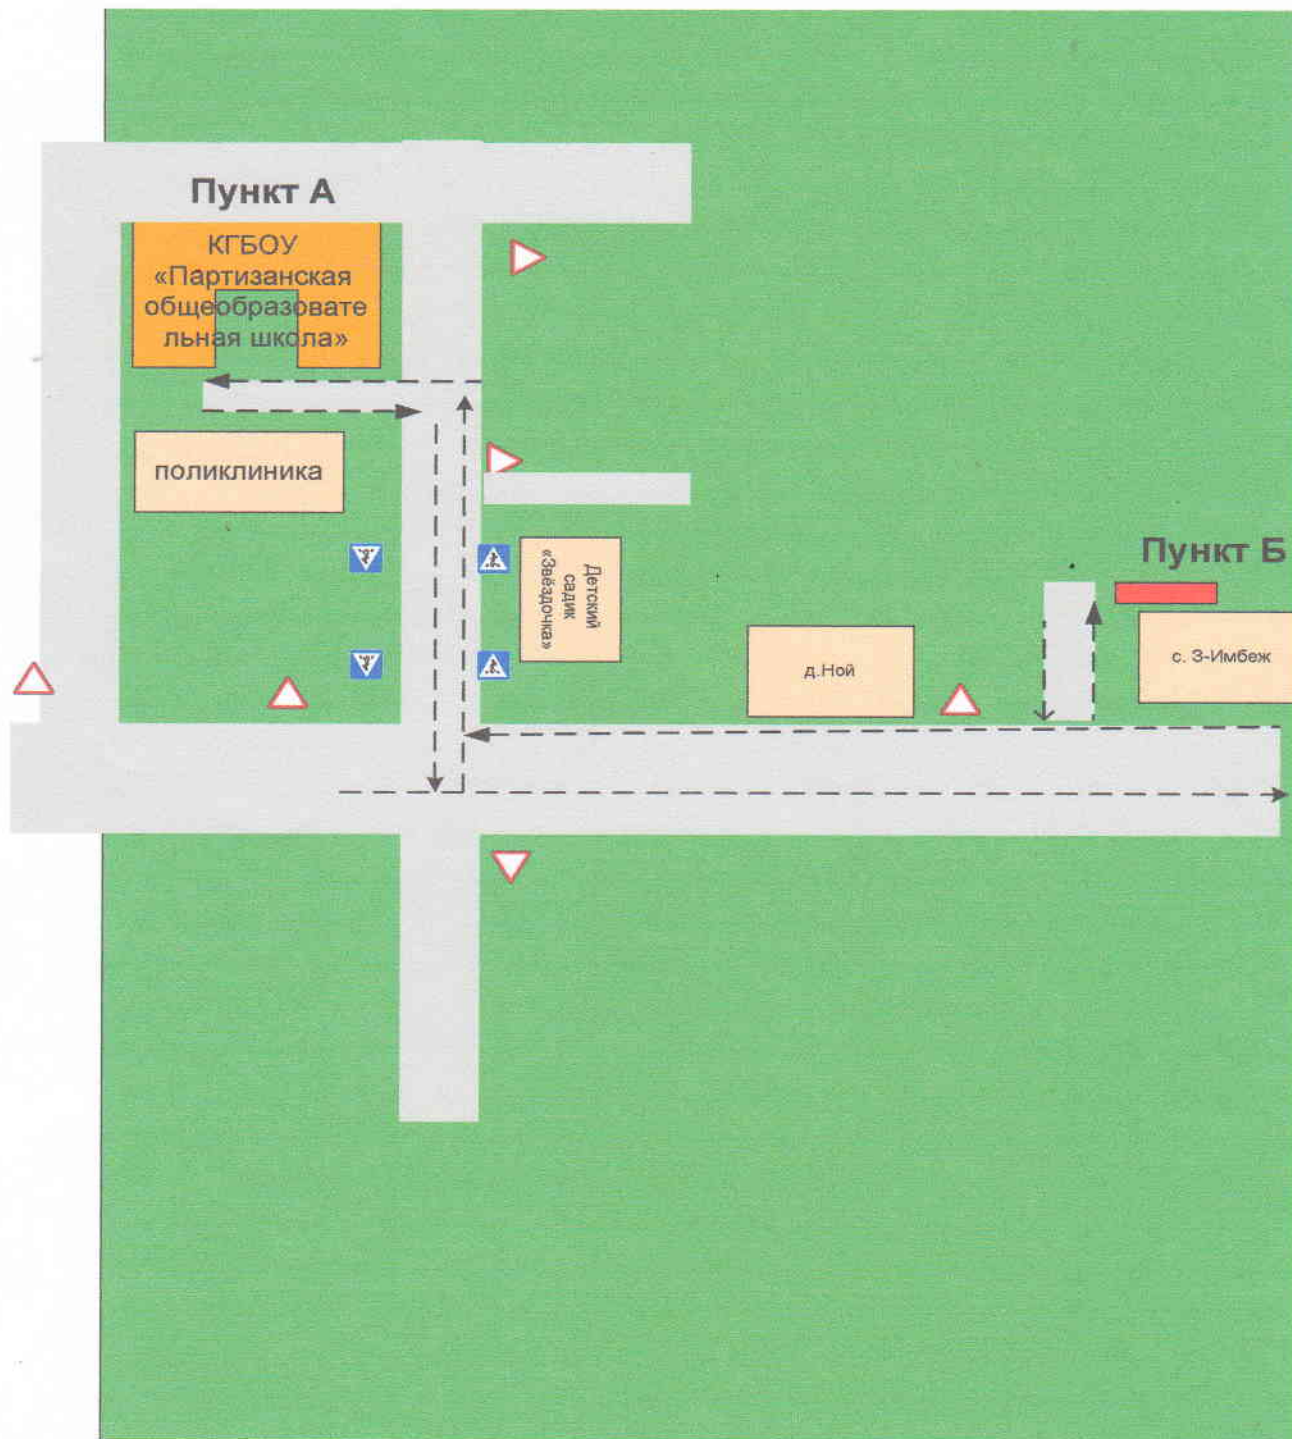 Пункт А
КГБОУ
«Партизанская
общеобразовате
льная школа»
поликлиника
Детский
садик
«Звёздочка»
Пункт Б
д.Ной
с. З-Имбеж